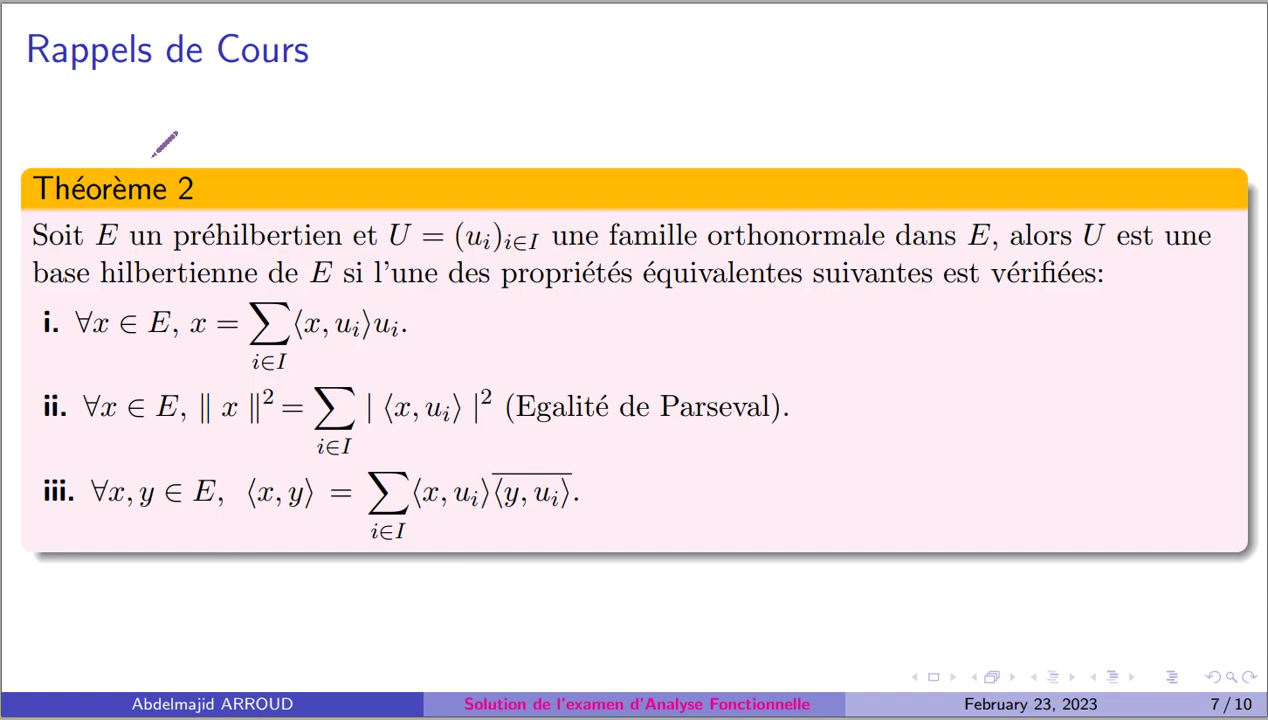 Rappels de Cours
Théorème 2
Soit E un préhilbertien et U = (u_i)_{i∈I} une famille orthonormale dans E, alors U est une
base hilbertienne de E si l'une des propriétés équivalentes suivantes est vérifiées:
i. ∀x ∈ E, x = ∑_{i∈I} ⟨x, u_i⟩u_i.
ii. ∀x ∈ E, ∥ x ∥² = ∑_{i∈I} | ⟨x, u_i⟩ |² (Egalité de Parseval).
iii. ∀x, y ∈ E, ⟨x, y⟩ = ∑_{i∈I} ⟨x, u_i⟩\overline{⟨y, u_i⟩}.
Abdelmajid ARROUD Solution de l'examen d'Analyse Fonctionnelle February 23, 2023 7 / 10